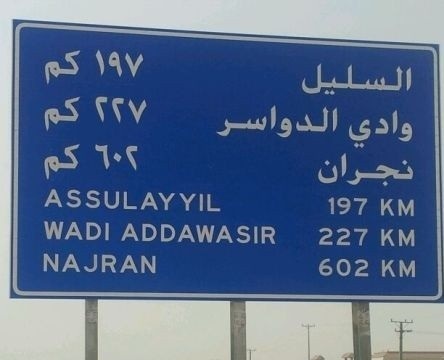 السليل ١٩٧ كم
وادي الدواسر ٢٢٧ كم
نجران ٦٠٢ كم
ASSULAYYIL 197 KM
WADI ADDAWASIR 227 KM
NAJRAN 602 KM